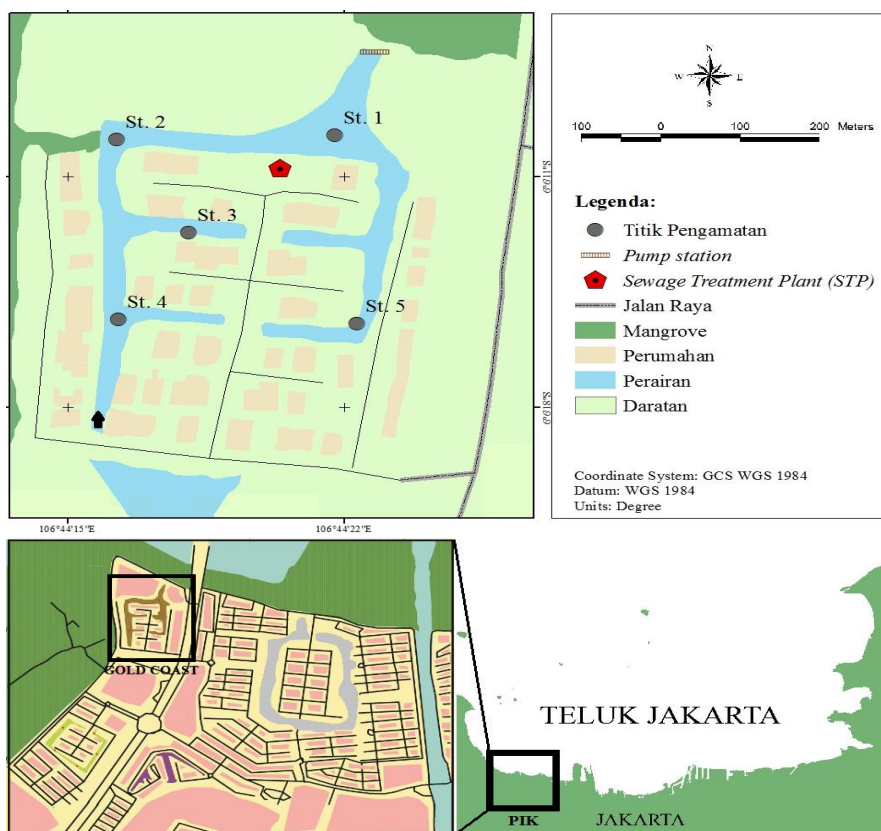 St. 2
St. 1
St. 3
St. 4
St. 5
6°6'11"S
6°6'18"S
106°44'15"E
106°44'22"E
N
W E
S
100 0 100 200 Meters
Legenda:
Titik Pengamatan
Pump station
Sewage Treatment Plant (STP)
Jalan Raya
Mangrove
Perumahan
Perairan
Daratan
Coordinate System: GCS WGS 1984
Datum: WGS 1984
Units: Degree
GOLD COAST
TELUK JAKARTA
PIK
JAKARTA